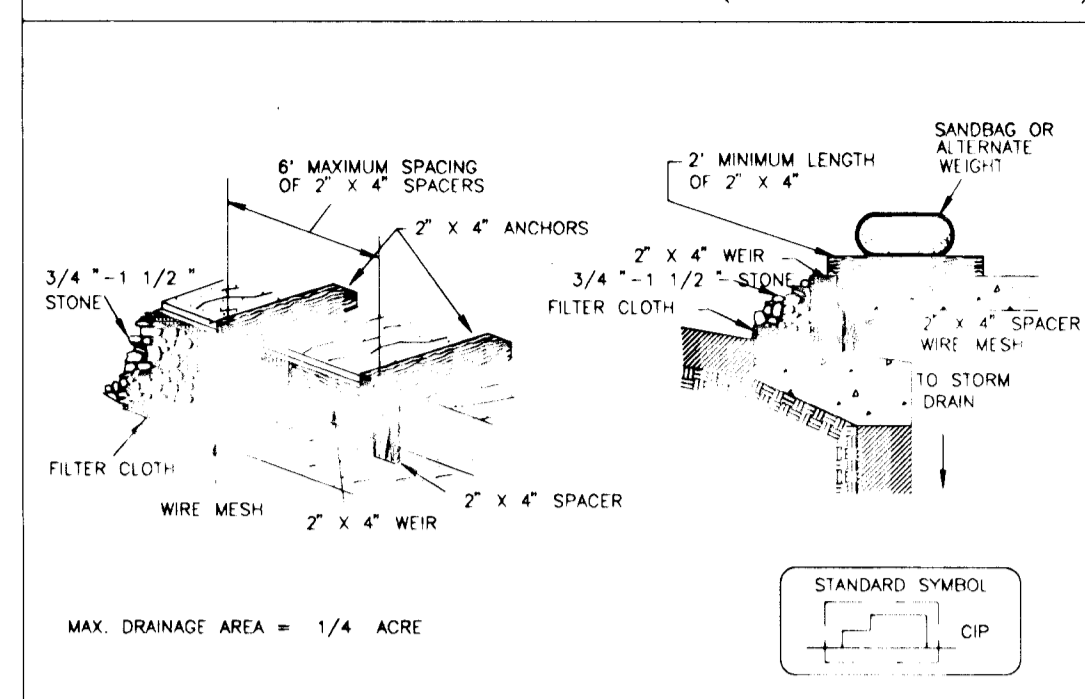 6' MAXIMUM SPACING
OF 2" X 4" SPACERS
2" X 4" ANCHORS
3/4 "-1 1/2 "
STONE
FILTER CLOTH
WIRE MESH
2" X 4" WEIR
2" X 4" SPACER
MAX. DRAINAGE AREA = 1/4 ACRE
SANDBAG OR
ALTERNATE
WEIGHT
2' MINIMUM LENGTH
OF 2" X 4"
2" X 4" WEIR
3/4 "-1 1/2 " STONE
FILTER CLOTH
2" X 4" SPACER
WIRE MESH
TO STORM
DRAIN
STANDARD SYMBOL
CIP